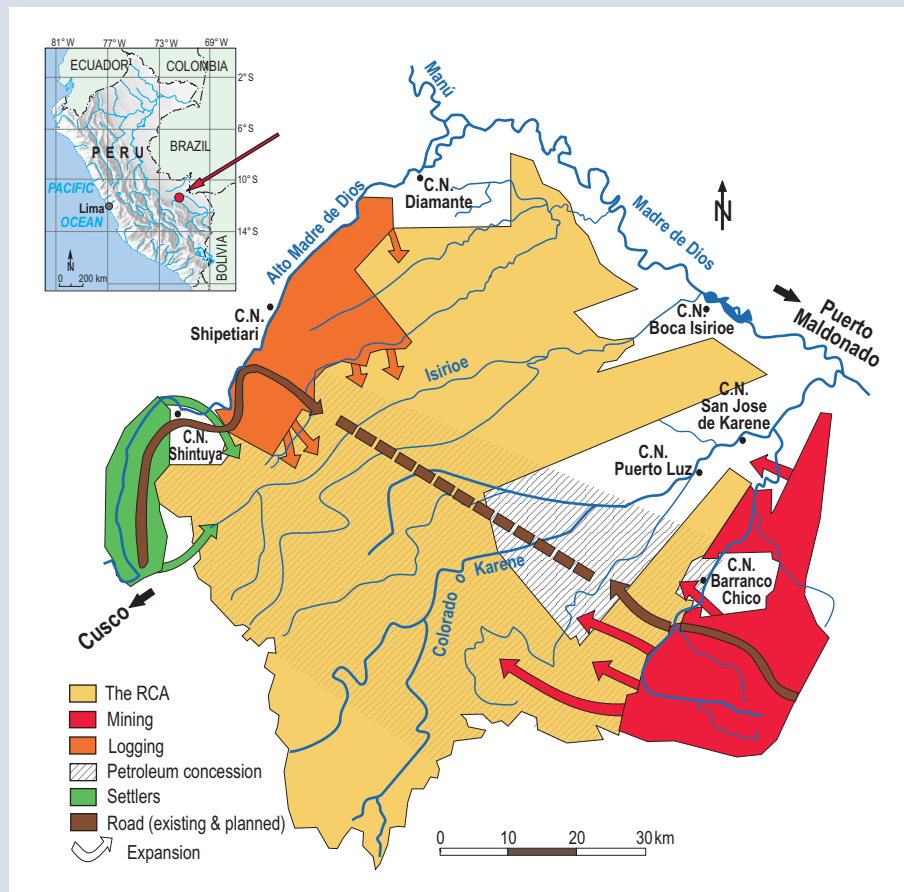 81°W 77°W 73°W 69°W
ECUADOR COLOMBIA
2°S
6°S
PERU BRAZIL
10°S
PACIFIC
Lima
OCEAN
14°S
BOLIVIA
N
0 200 km
Manú
C.N.
Diamante
Alto Madre de Dios
Madre de Dios
N
C.N.
Shipetiari
C.N.
Boca Isirioe
Puerto
Maldonado
Isirioe
C.N.
San Jose
de Karene
C.N.
Shintuya
C.N.
Puerto Luz
C.N.
Barranco
Chico
Colorado o Karene
Cusco
The RCA
Mining
Logging
Petroleum concession
Settlers
Road (existing & planned)
Expansion
0 10 20 30 km